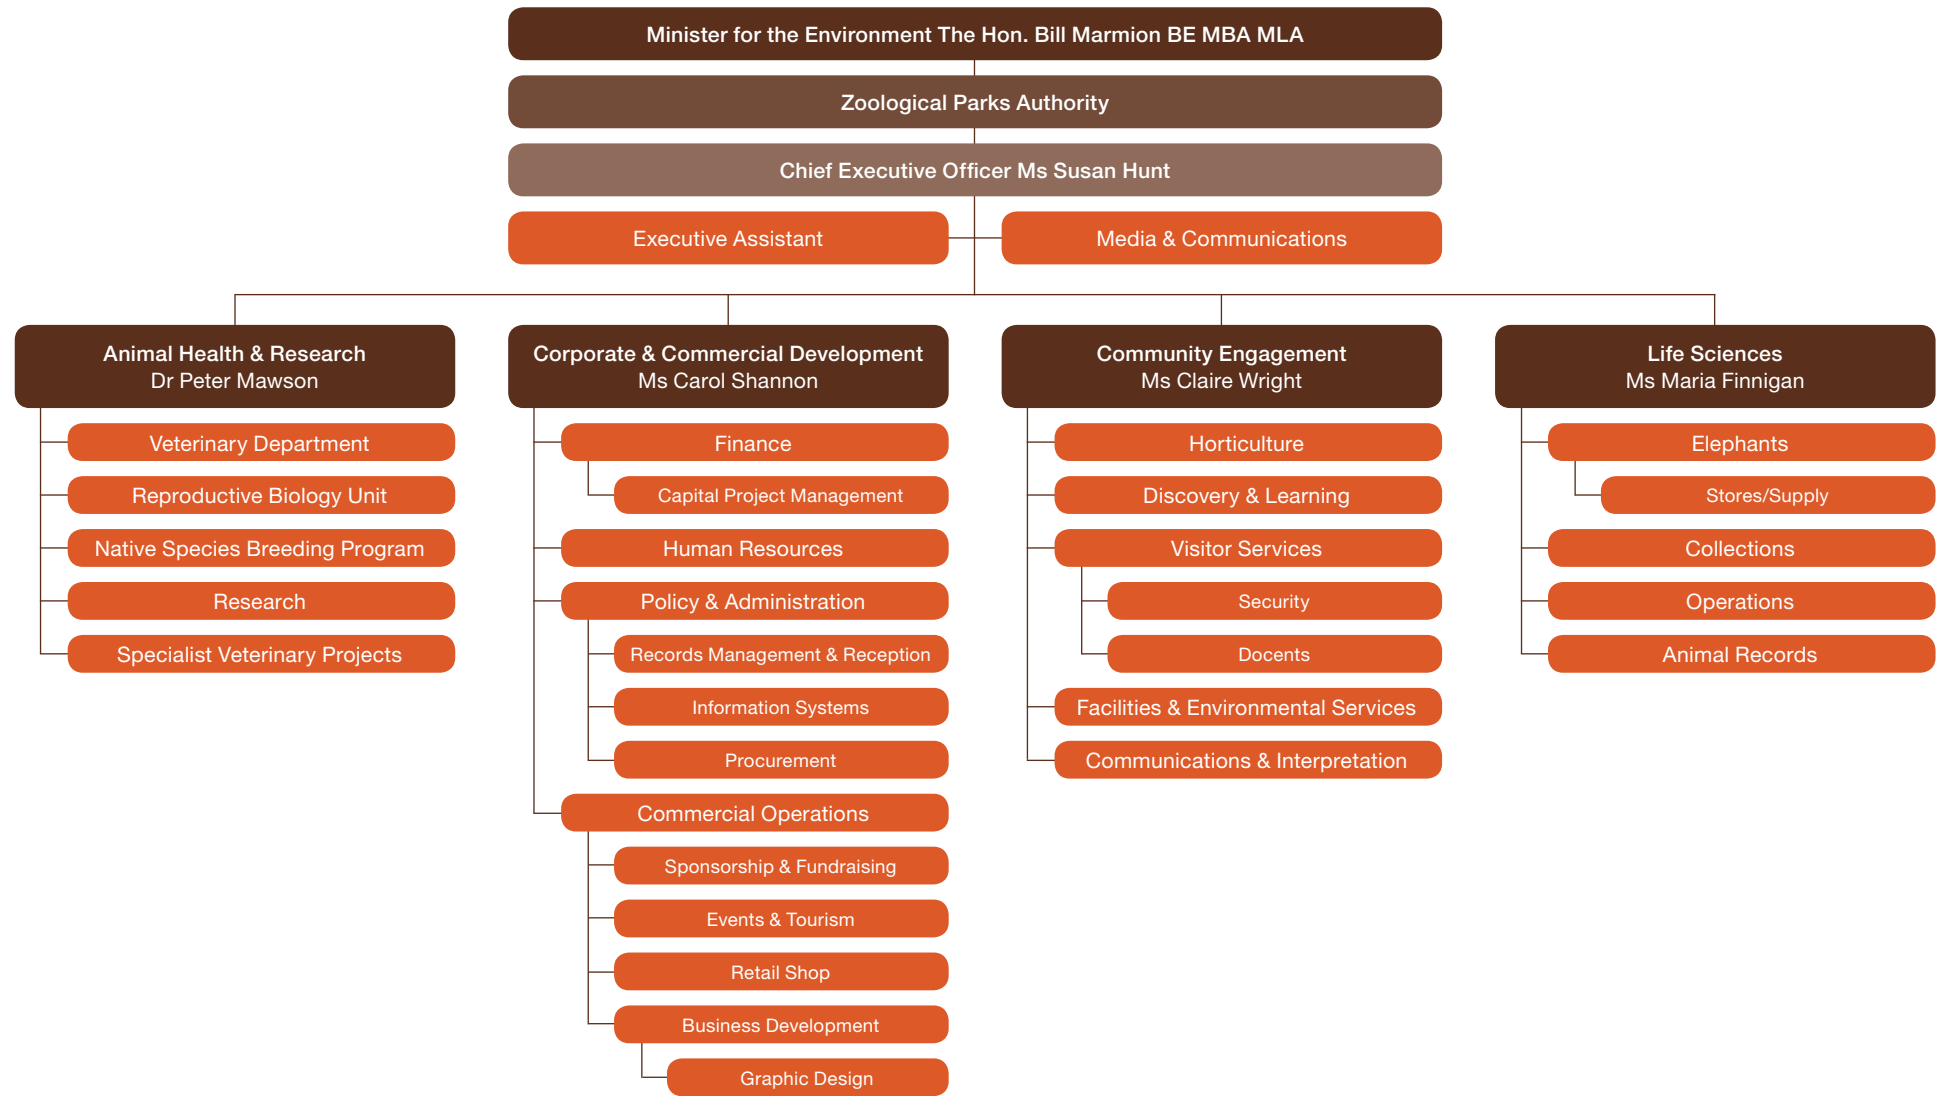 Minister for the Environment The Hon. Bill Marmion BE MBA MLA
Zoological Parks Authority
Chief Executive Officer Ms Susan Hunt
Executive Assistant
Media & Communications
Animal Health & Research
Dr Peter Mawson
Veterinary Department
Reproductive Biology Unit
Native Species Breeding Program
Research
Specialist Veterinary Projects
Corporate & Commercial Development
Ms Carol Shannon
Finance
Capital Project Management
Human Resources
Policy & Administration
Records Management & Reception
Information Systems
Procurement
Commercial Operations
Sponsorship & Fundraising
Events & Tourism
Retail Shop
Business Development
Graphic Design
Community Engagement
Ms Claire Wright
Horticulture
Discovery & Learning
Visitor Services
Security
Docents
Facilities & Environmental Services
Communications & Interpretation
Life Sciences
Ms Maria Finnigan
Elephants
Stores/Supply
Collections
Operations
Animal Records